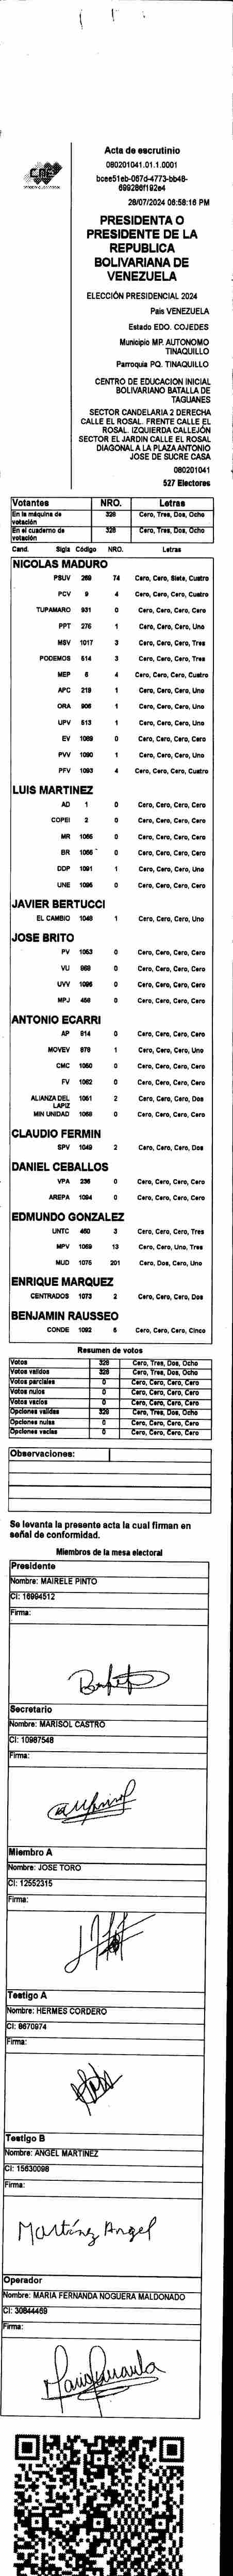 CNE
Acta de escrutinio
080201041.01.1.0001
bcee51eb-067d-4773-bb48-
699286f192e4
28/07/2024 06:58:16 PM
PRESIDENTA O
PRESIDENTE DE LA
REPUBLICA
BOLIVARIANA DE
VENEZUELA
ELECCIÓN PRESIDENCIAL 2024
Pais VENEZUELA
Estado EDO. COJEDES
Municipio MP. AUTONOMO
TINAQUILLO
Parroquia PQ. TINAQUILLO
CENTRO DE EDUCACION INICIAL
BOLIVARIANO BATALLA DE
TAGUANES
SECTOR CANDELARIA 2 DERECHA
CALLE EL ROSAL. FRENTE CALLE EL
ROSAL. IZQUIERDA CALLEJÓN
SECTOR EL JARDIN CALLE EL ROSAL
DIAGONAL A LA PLAZA ANTONIO
JOSE DE SUCRE CASA
080201041
527 Electores
Votantes NRO. Letras
En la máquina de votación 328 Cero, Tres, Dos, Ocho
En el cuaderno de votación 328 Cero, Tres, Dos, Ocho
Cand. Sigla Código NRO. Letras
NICOLAS MADURO
PSUV 269 74 Cero, Cero, Siete, Cuatro
PCV 9 4 Cero, Cero, Cero, Cuatro
TUPAMARO 931 0 Cero, Cero, Cero, Cero
PPT 276 1 Cero, Cero, Cero, Uno
MSV 1017 3 Cero, Cero, Cero, Tres
PODEMOS 514 3 Cero, Cero, Cero, Tres
MEP 5 4 Cero, Cero, Cero, Cuatro
APC 219 1 Cero, Cero, Cero, Uno
ORA 906 1 Cero, Cero, Cero, Uno
UPV 513 1 Cero, Cero, Cero, Uno
EV 1089 0 Cero, Cero, Cero, Cero
PVV 1090 1 Cero, Cero, Cero, Uno
PFV 1093 4 Cero, Cero, Cero, Cuatro
LUIS MARTINEZ
AD 1 0 Cero, Cero, Cero, Cero
COPEI 2 0 Cero, Cero, Cero, Cero
MR 1065 0 Cero, Cero, Cero, Cero
BR 1066 0 Cero, Cero, Cero, Cero
DDP 1091 1 Cero, Cero, Cero, Uno
UNE 1095 0 Cero, Cero, Cero, Cero
JAVIER BERTUCCI
EL CAMBIO 1048 1 Cero, Cero, Cero, Uno
JOSE BRITO
PV 1053 0 Cero, Cero, Cero, Cero
VU 969 0 Cero, Cero, Cero, Cero
UVV 1096 0 Cero, Cero, Cero, Cero
MPJ 456 0 Cero, Cero, Cero, Cero
ANTONIO ECARRI
AP 914 0 Cero, Cero, Cero, Cero
MOVEV 878 1 Cero, Cero, Cero, Uno
CMC 1050 0 Cero, Cero, Cero, Cero
FV 1062 0 Cero, Cero, Cero, Cero
ALIANZA DEL LAPIZ 1051 2 Cero, Cero, Cero, Dos
MIN UNIDAD 1068 0 Cero, Cero, Cero, Cero
CLAUDIO FERMIN
SPV 1049 2 Cero, Cero, Cero, Dos
DANIEL CEBALLOS
VPA 236 0 Cero, Cero, Cero, Cero
AREPA 1094 0 Cero, Cero, Cero, Cero
EDMUNDO GONZALEZ
UNTC 460 3 Cero, Cero, Cero, Tres
MPV 1069 13 Cero, Cero, Uno, Tres
MUD 1075 201 Cero, Dos, Cero, Uno
ENRIQUE MARQUEZ
CENTRADOS 1073 2 Cero, Cero, Cero, Dos
BENJAMIN RAUSSEO
CONDE 1092 5 Cero, Cero, Cero, Cinco
Resumen de votos
Votos 328 Cero, Tres, Dos, Ocho
Votos validos 328 Cero, Tres, Dos, Ocho
Votos parciales 0 Cero, Cero, Cero, Cero
Votos nulos 0 Cero, Cero, Cero, Cero
Votos vacios 0 Cero, Cero, Cero, Cero
Opciones validas 328 Cero, Tres, Dos, Ocho
Opciones nulas 0 Cero, Cero, Cero, Cero
Opciones vacias 0 Cero, Cero, Cero, Cero
Observaciones:
Se levanta la presente acta la cual firman en
señal de conformidad.
Miembros de la mesa electoral
Presidente
Nombre: MAIRELE PINTO
CI: 16994512
Firma:
Secretario
Nombre: MARISOL CASTRO
CI: 10987548
Firma:
Miembro A
Nombre: JOSE TORO
CI: 12552315
Firma:
Testigo A
Nombre: HERMES CORDERO
CI: 8670974
Firma:
Testigo B
Nombre: ANGEL MARTINEZ
CI: 15630098
Firma:
Martínez Angel
Operador
Nombre: MARIA FERNANDA NOGUERA MALDONADO
CI: 30844469
Firma: